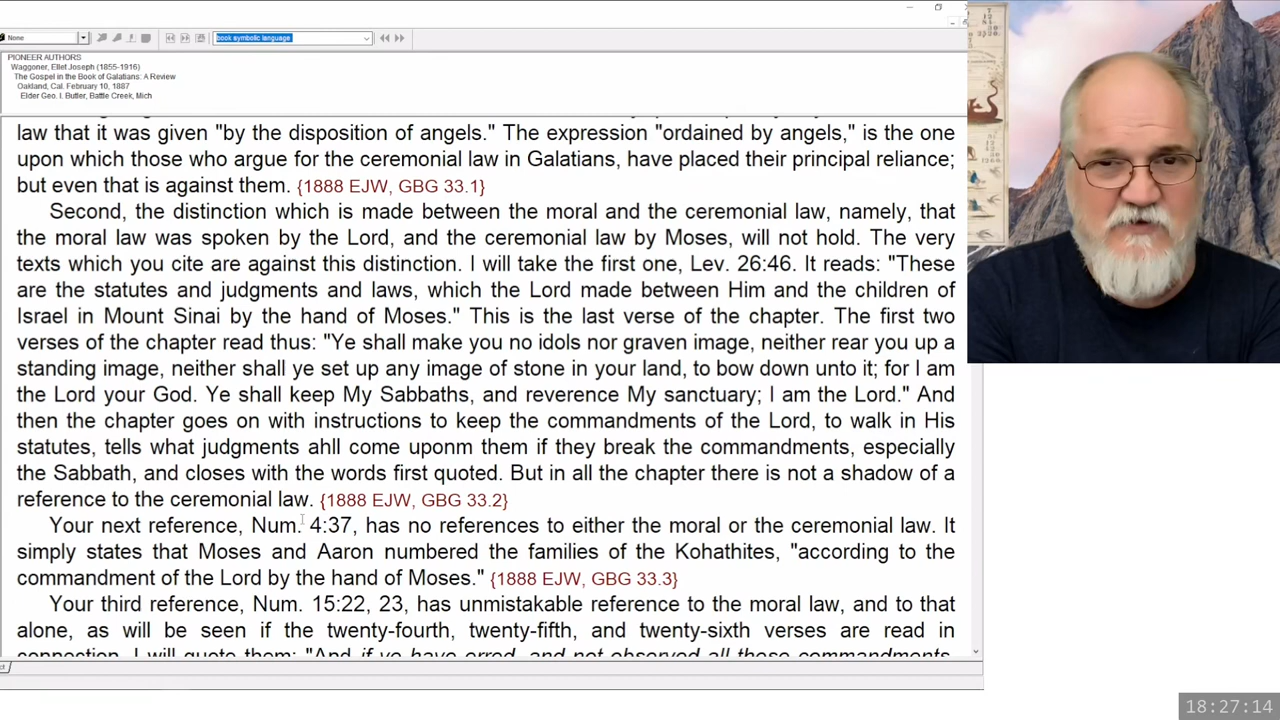 None
book symbolic language
PIONEER AUTHORS
Waggoner, Ellet Joseph (1855-1916)
The Gospel in the Book of Galatians: A Review
Oakland, Cal. February 10, 1887
Elder Geo. I. Butler, Battle Creek, Mich
law that it was given "by the disposition of angels." The expression "ordained by angels," is the one
upon which those who argue for the ceremonial law in Galatians, have placed their principal reliance;
but even that is against them. {1888 EJW, GBG 33.1}
Second, the distinction which is made between the moral and the ceremonial law, namely, that
the moral law was spoken by the Lord, and the ceremonial law by Moses, will not hold. The very
texts which you cite are against this distinction. I will take the first one, Lev. 26:46. It reads: "These
are the statutes and judgments and laws, which the Lord made between Him and the children of
Israel in Mount Sinai by the hand of Moses." This is the last verse of the chapter. The first two
verses of the chapter read thus: "Ye shall make you no idols nor graven image, neither rear you up a
standing image, neither shall ye set up any image of stone in your land, to bow down unto it; for I am
the Lord your God. Ye shall keep My Sabbaths, and reverence My sanctuary; I am the Lord." And
then the chapter goes on with instructions to keep the commandments of the Lord, to walk in His
statutes, tells what judgments ahll come uponm them if they break the commandments, especially
the Sabbath, and closes with the words first quoted. But in all the chapter there is not a shadow of a
reference to the ceremonial law. {1888 EJW, GBG 33.2}
Your next reference, Num. 4:37, has no references to either the moral or the ceremonial law. It
simply states that Moses and Aaron numbered the families of the Kohathites, "according to the
commandment of the Lord by the hand of Moses." {1888 EJW, GBG 33.3}
Your third reference, Num. 15:22, 23, has unmistakable reference to the moral law, and to that
alone, as will be seen if the twenty-fourth, twenty-fifth, and twenty-sixth verses are read in
connection. I will quote them: "And if ye have erred, and not observed all these commandments,
18:27:14